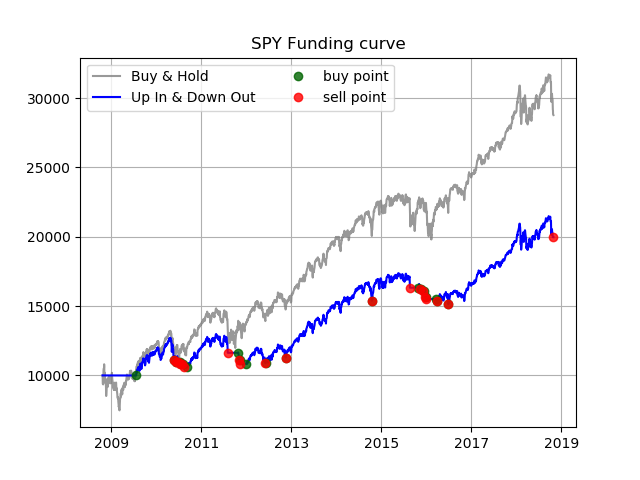 SPY Funding curve
Buy & Hold
Up In & Down Out
buy point
sell point
30000
25000
20000
15000
10000
2009 2011 2013 2015 2017 2019